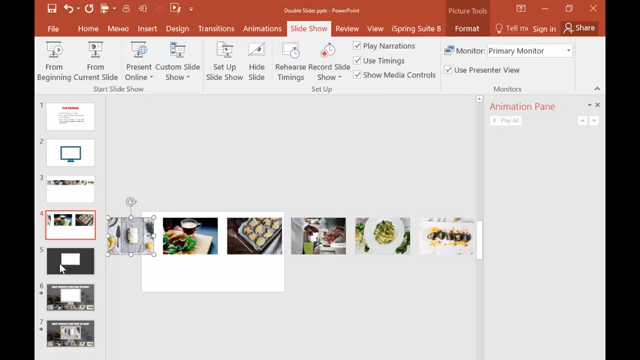 Double Slider.pptx - PowerPoint
Picture Tools
File
Меню
Insert
Design
Transitions
Animations
Slide Show
Review
View
iSpring Suite 8
Format
Tell me
Sign in
Share
From Beginning
From Current Slide
Present Online
Custom Slide Show
Set Up Slide Show
Hide Slide
Rehearse Timings
Record Slide Show
Play Narrations
Use Timings
Show Media Controls
Monitor: Primary Monitor
Use Presenter View
Start Slide Show
Set Up
Monitors
1
2
3
4
5
6
7
Animation Pane
Play All